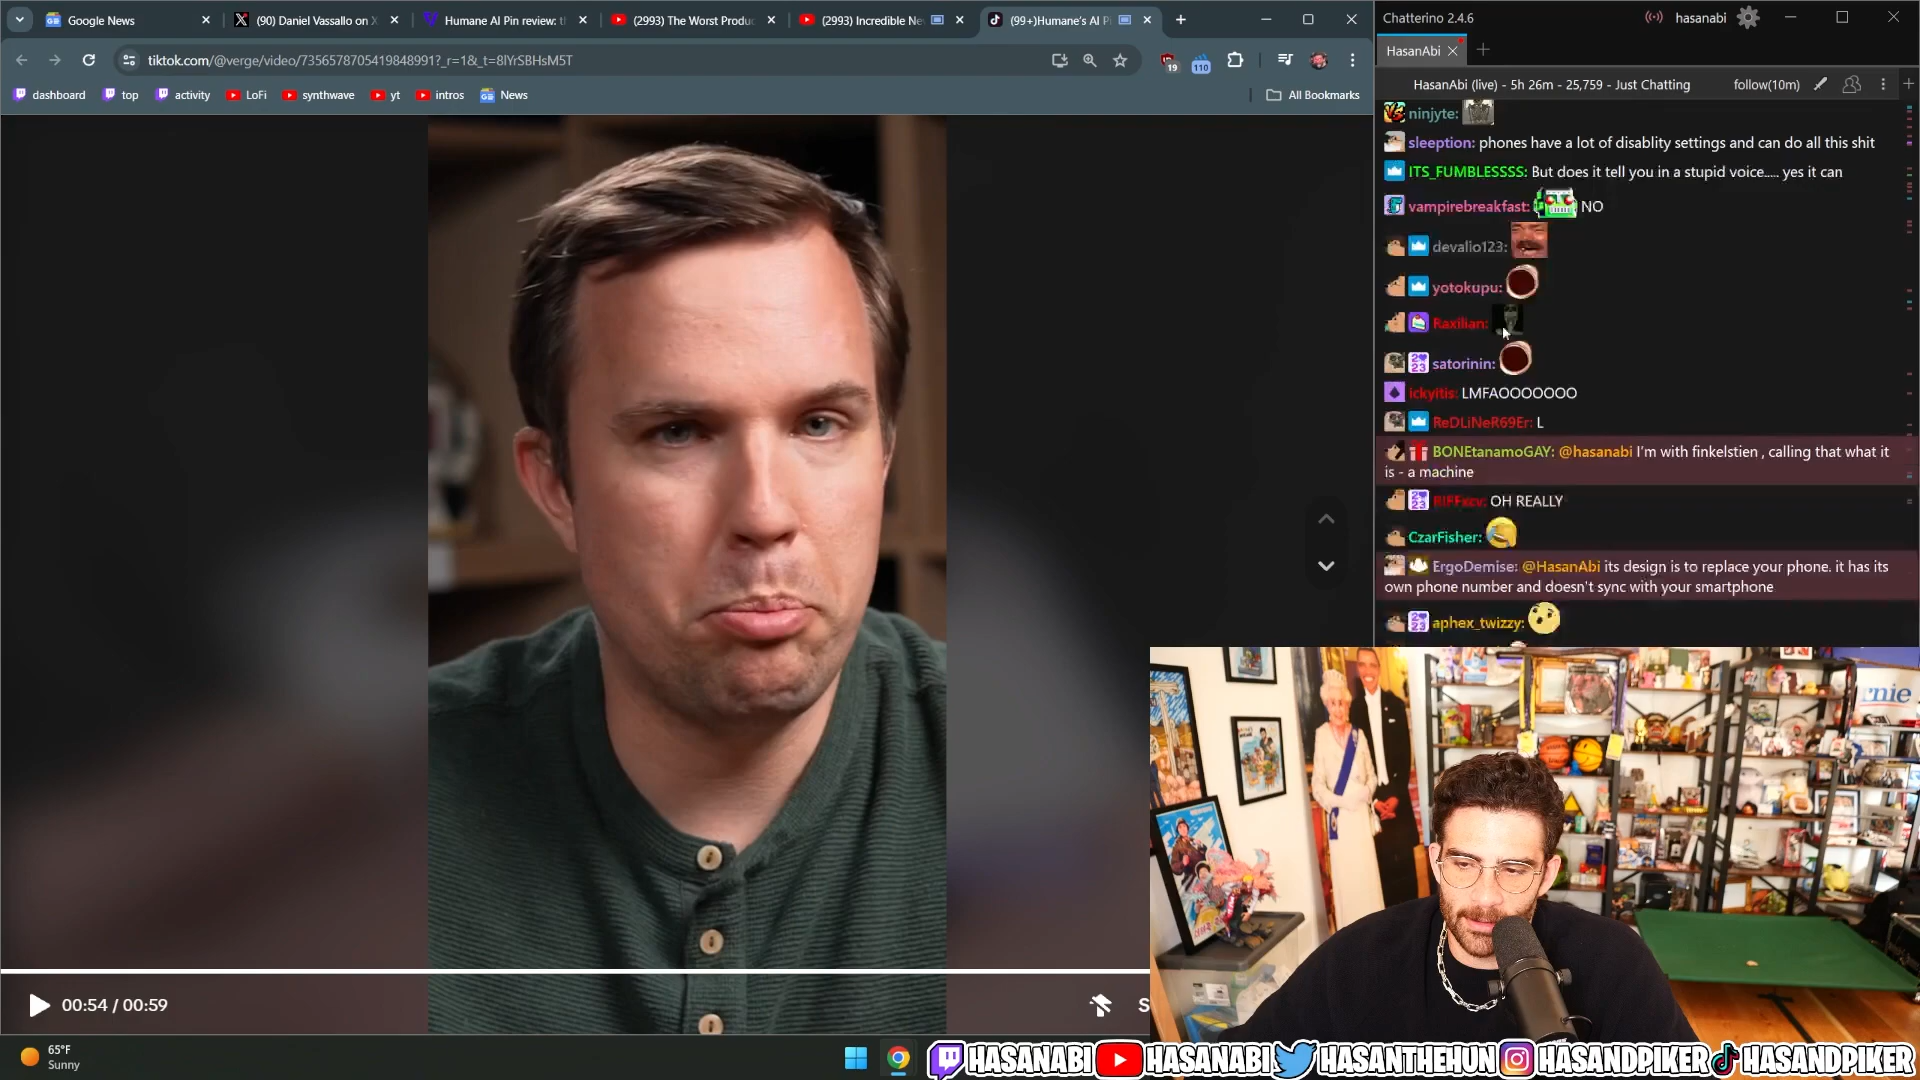 Google News
(90) Daniel Vassallo on X
Humane AI Pin review: t
(2993) The Worst Produc
(2993) Incredible Ne
(99+)Humane's AI P
tiktok.com/@verge/video/7356578705419848991?_r=1&_t=8lYrSBHsM5T
19
110
dashboard
top
activity
LoFi
synthwave
yt
intros
News
All Bookmarks
Chatterino 2.4.6
hasanabi
HasanAbi
HasanAbi (live) - 5h 26m - 25,759 - Just Chatting
follow(10m)
ninjyte:
sleeption: phones have a lot of disablity settings and can do all this shit
ITS_FUMBLESSSS: But does it tell you in a stupid voice..... yes it can
vampirebreakfast: NO
devalio123:
yotokupu:
Raxilian:
satorinin:
ickyitis: LMFAOOOOOOO
ReDLiNeR69Er: L
BONEtanamoGAY: @hasanabi I'm with finkelstien , calling that what it
is - a machine
RIFFxcv: OH REALLY
CzarFisher:
ErgoDemise: @HasanAbi its design is to replace your phone. it has its
own phone number and doesn't sync with your smartphone
aphex_twizzy:
rnie
00:54 / 00:59
S
65°F
Sunny
HASANABI
HASANABI
HASANTHEHUN
HASANDPIKER
HASANDPIKER